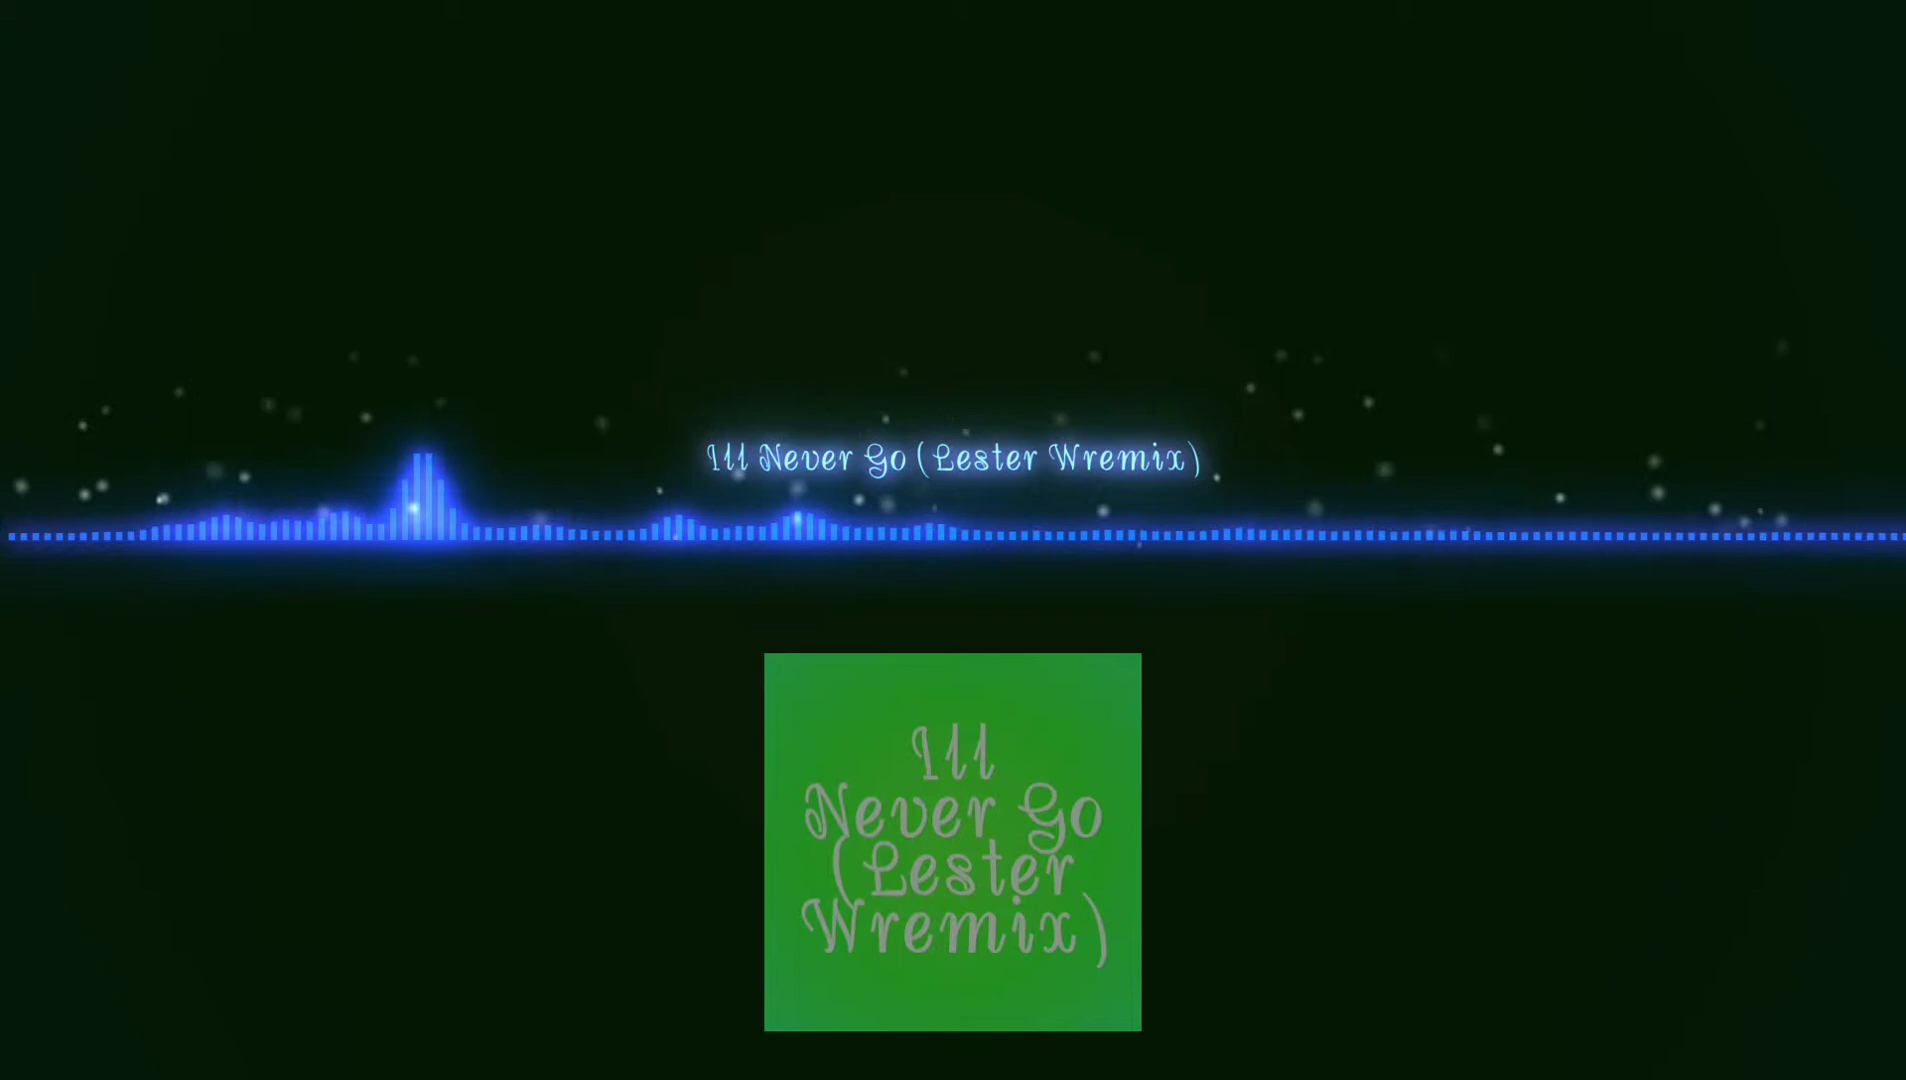 Ill Never Go (Lester Wremix)
Ill
Never Go
(Lester
Wremix)